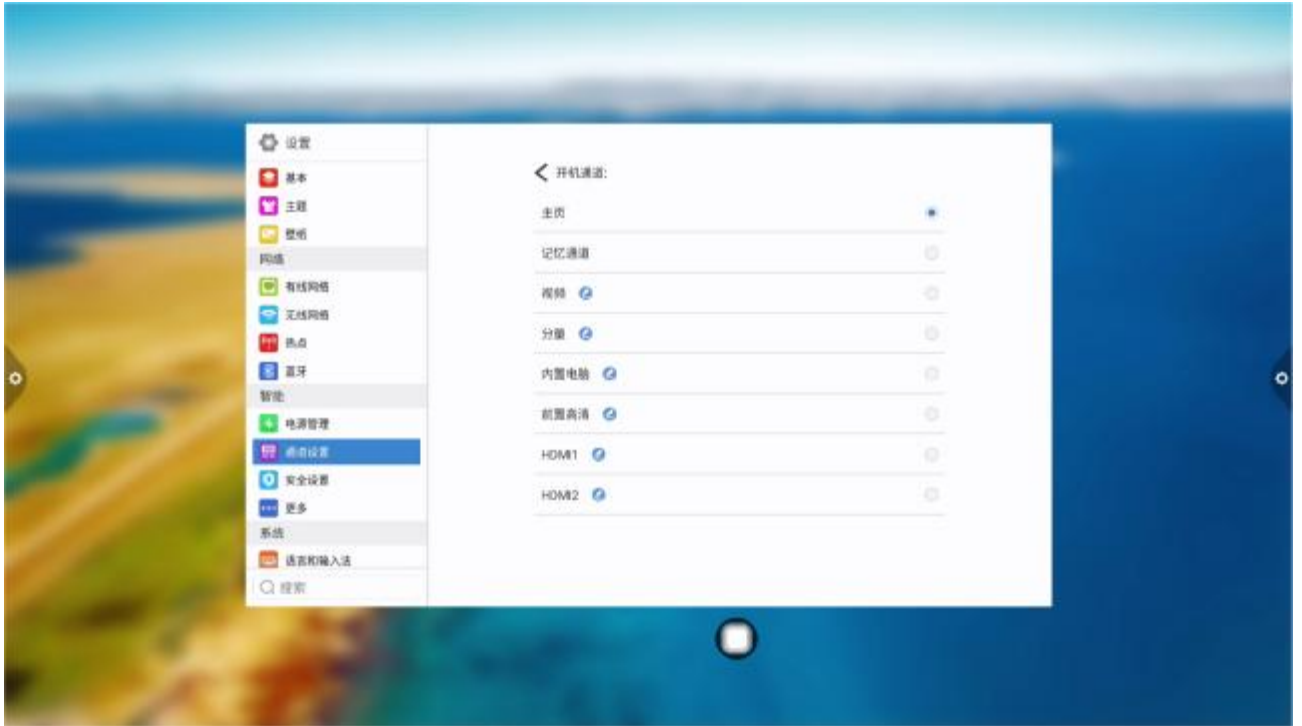 设置
基本
主题
壁纸
网络
有线网络
无线网络
热点
蓝牙
智能
电源管理
通道设置
安全设置
更多
系统
语言和输入法
搜索
开机通道:
主页
记忆通道
视频
分量
内置电脑
前置高清
HDMI1
HDMI2